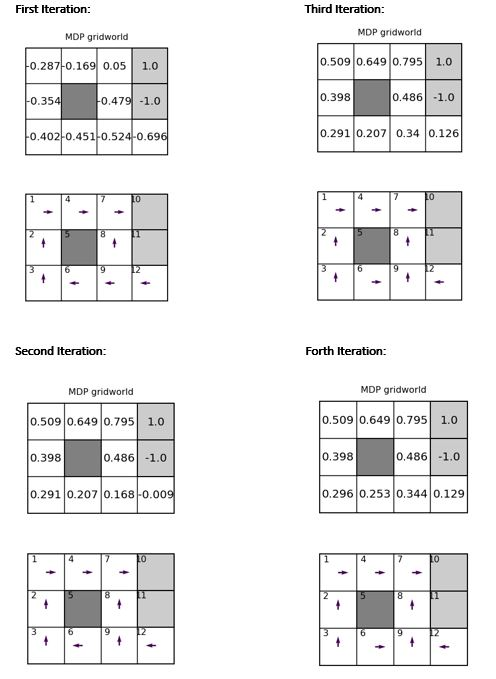 First Iteration:
MDP gridworld
-0.287 -0.169 0.05 1.0
-0.354 -0.479 -1.0
-0.402 -0.451 -0.524 -0.696
1 4 7 10
2 5 8 11
3 6 9 12
Third Iteration:
MDP gridworld
0.509 0.649 0.795 1.0
0.398 0.486 -1.0
0.291 0.207 0.34 0.126
1 4 7 10
2 5 8 11
3 6 9 12
Second Iteration:
MDP gridworld
0.509 0.649 0.795 1.0
0.398 0.486 -1.0
0.291 0.207 0.168 -0.009
1 4 7 10
2 5 8 11
3 6 9 12
Forth Iteration:
MDP gridworld
0.509 0.649 0.795 1.0
0.398 0.486 -1.0
0.296 0.253 0.344 0.129
1 4 7 10
2 5 8 11
3 6 9 12